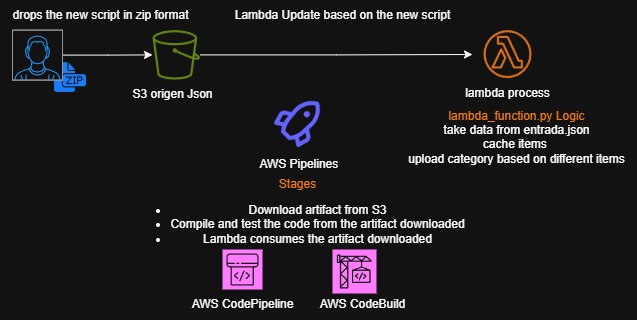 drops the new script in zip format
Lambda Update based on the new script
ZIP
S3 origen Json
lambda process
lambda_function.py Logic
take data from entrada.json
cache items
upload category based on different items
AWS Pipelines
Stages
• Download artifact from S3
• Compile and test the code from the artifact downloaded
• Lambda consumes the artifact downloaded
</>
</>
AWS CodePipeline
AWS CodeBuild